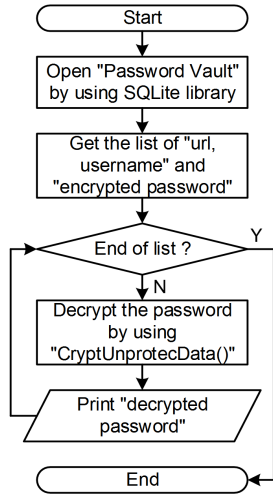 Start
Open "Password Vault"
by using SQLite library
Get the list of "url,
username" and
"encrypted password"
End of list ?
Y
N
Decrypt the password
by using
"CryptUnprotecData()"
Print "decrypted
password"
End